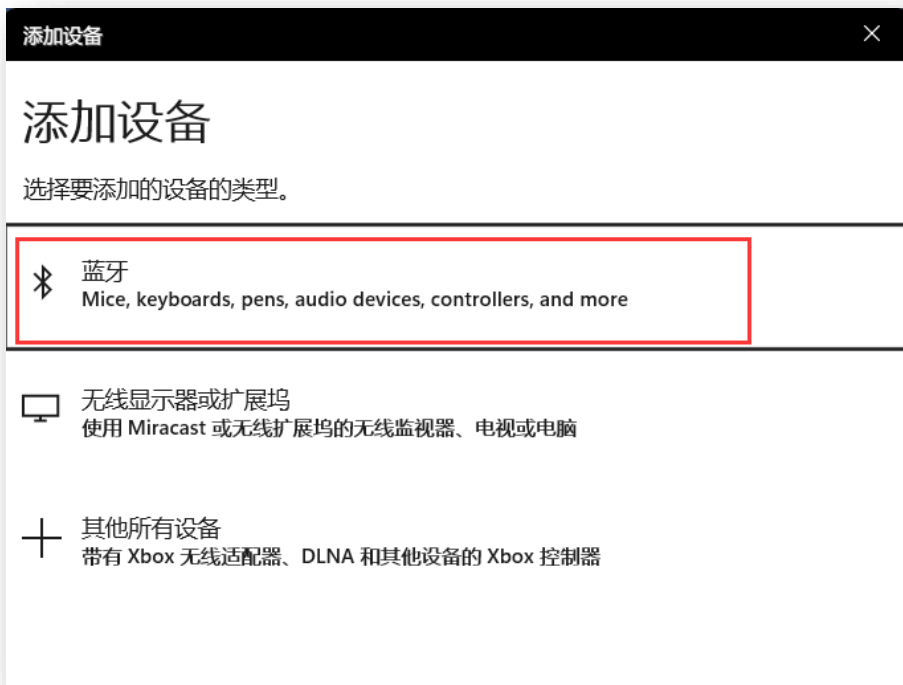 添加设备
添加设备
选择要添加的设备的类型。
蓝牙
Mice, keyboards, pens, audio devices, controllers, and more
无线显示器或扩展坞
使用 Miracast 或无线扩展坞的无线监视器、电视或电脑
其他所有设备
带有 Xbox 无线适配器、DLNA 和其他设备的 Xbox 控制器